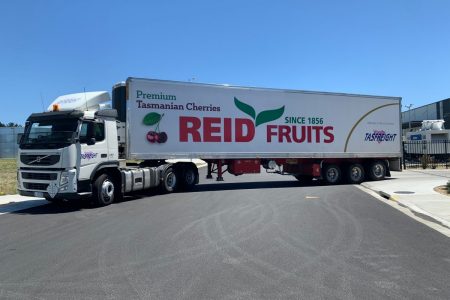 Premium
Tasmanian Cherries
REID FRUITS
SINCE 1856
TASFREIGHT